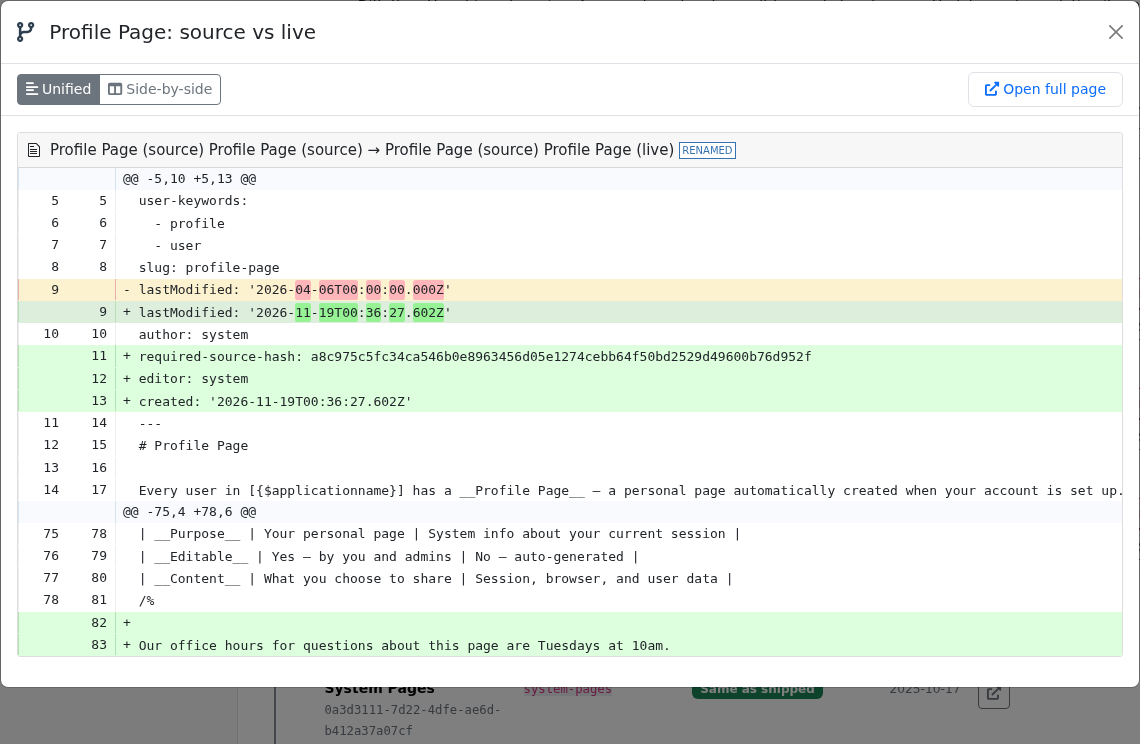 Profile Page: source vs live
Unified Side-by-side Open full page
Profile Page (source) Profile Page (source) → Profile Page (source) Profile Page (live) RENAMED
@@ -5,10 +5,13 @@
5 5 user-keywords:
6 6 - profile
7 7 - user
8 8 slug: profile-page
9 - lastModified: '2026-04-06T00:00:00.000Z'
9 + lastModified: '2026-11-19T00:36:27.602Z'
10 10 author: system
11 + required-source-hash: a8c975c5fc34ca546b0e8963456d05e1274cebb64f50bd2529d49600b76d952f
12 + editor: system
13 + created: '2026-11-19T00:36:27.602Z'
11 14 ---
12 15 # Profile Page
13 16
14 17 Every user in [{$applicationname}] has a __Profile Page__ — a personal page automatically created when your account is set up.
@@ -75,4 +78,6 @@
75 78 | __Purpose__ | Your personal page | System info about your current session |
76 79 | __Editable__ | Yes — by you and admins | No — auto-generated |
77 80 | __Content__ | What you choose to share | Session, browser, and user data |
78 81 /%
82 +
83 + Our office hours for questions about this page are Tuesdays at 10am.
System Pages system-pages Same as shipped 2025-10-17
0a3d3111-7d22-4dfe-ae6d-
b412a37a07cf